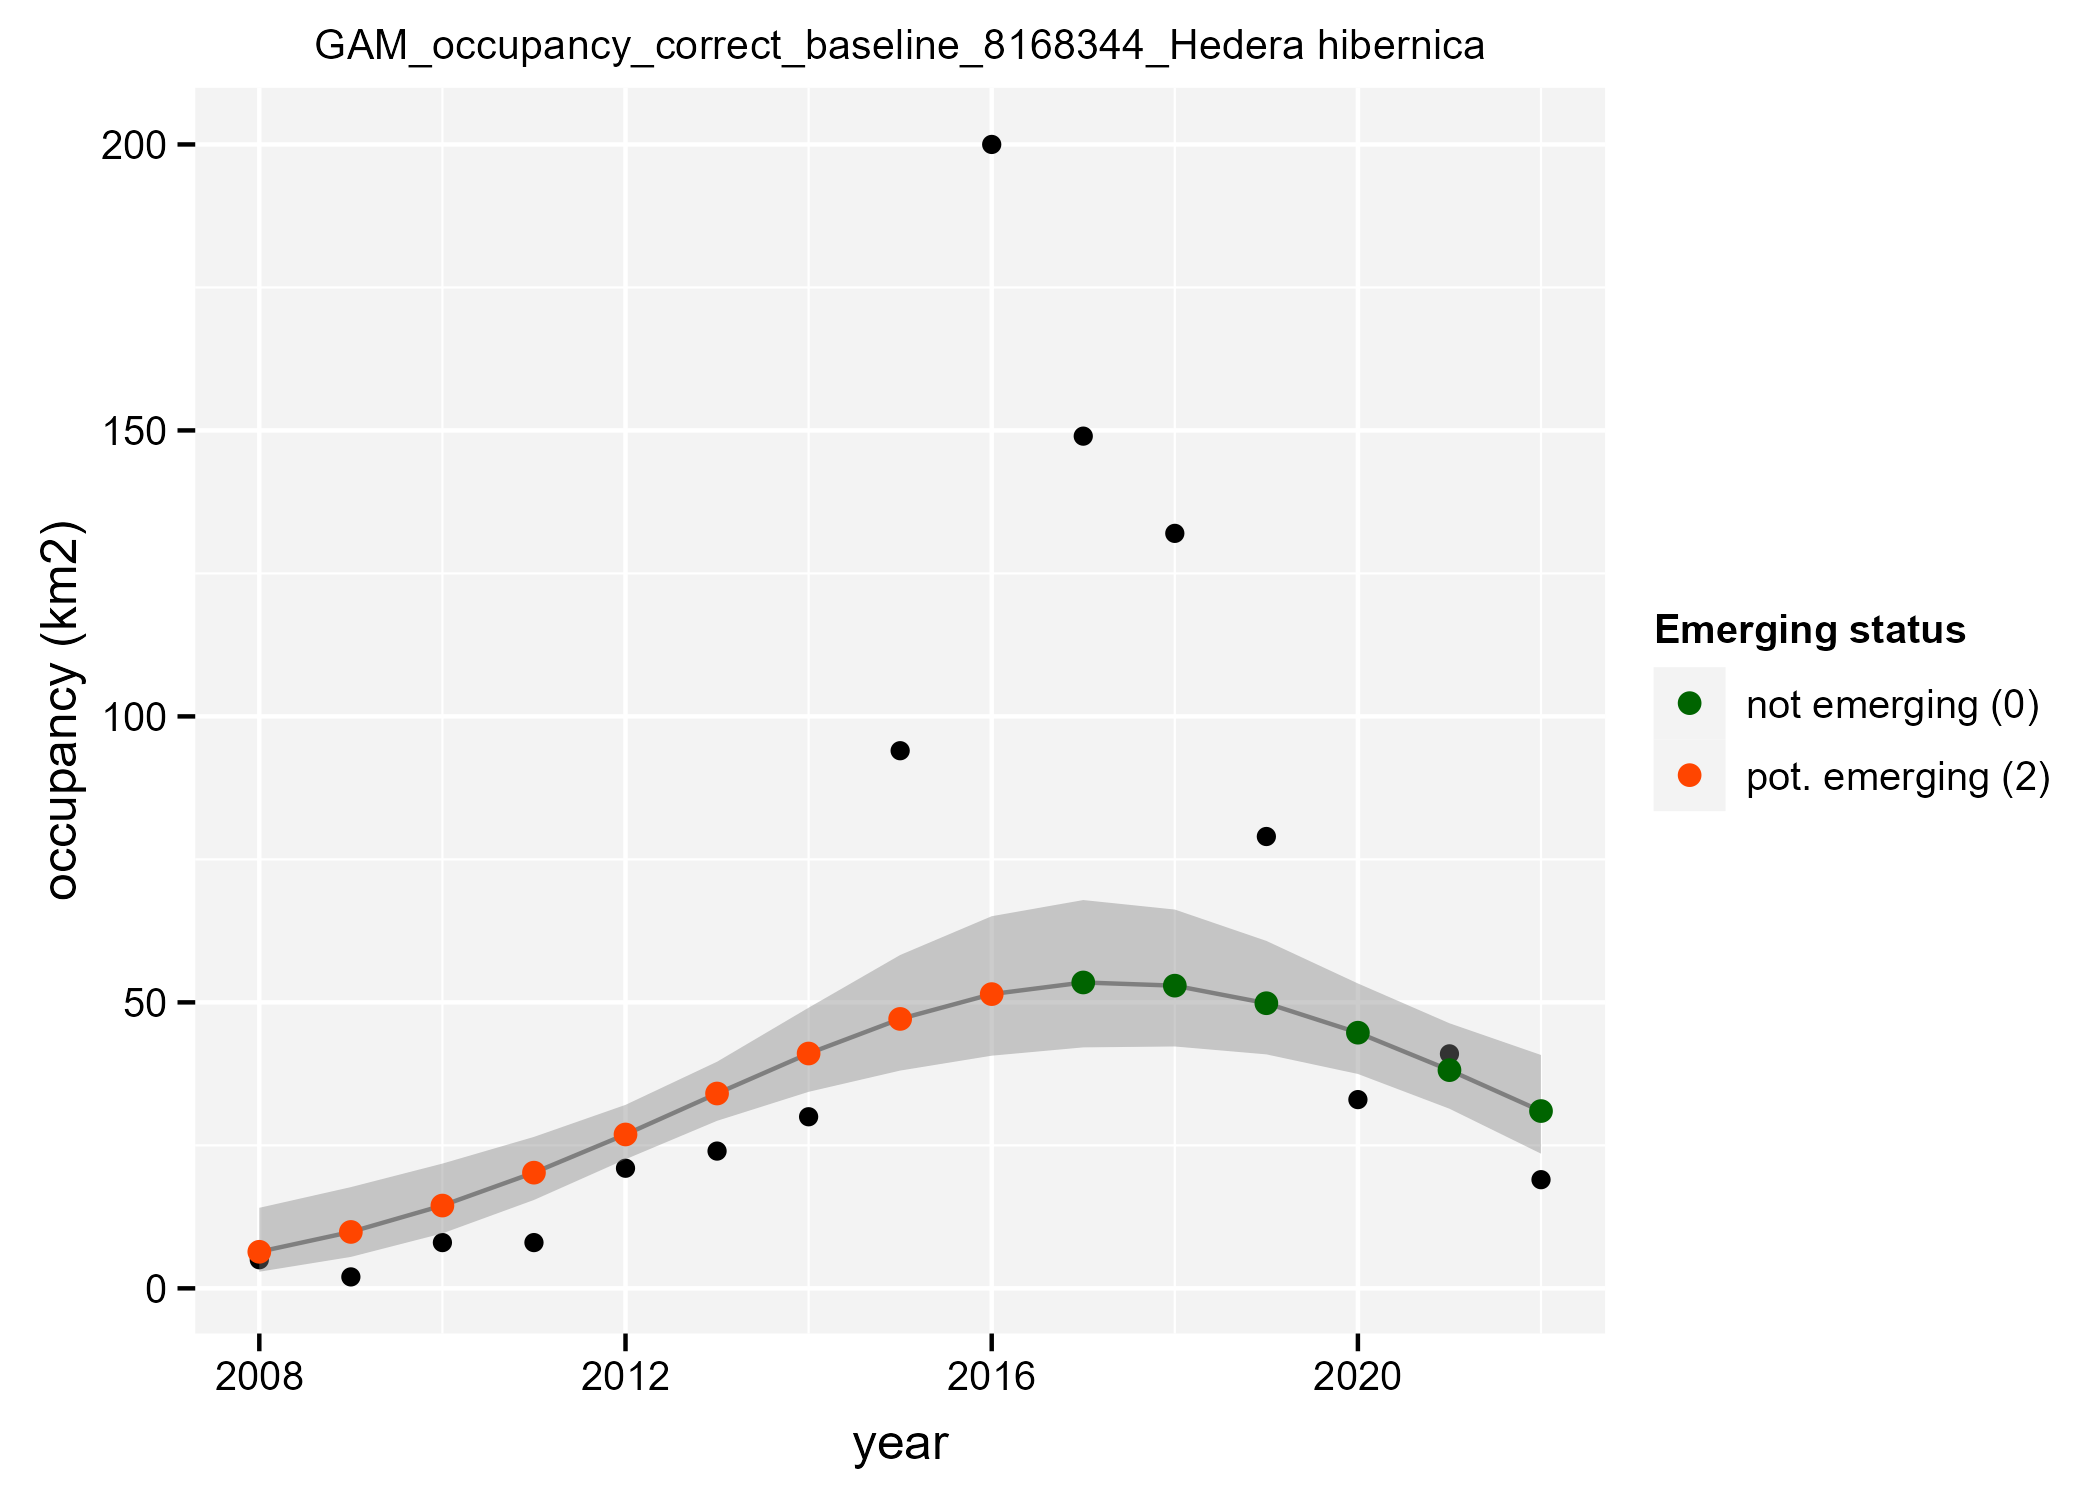 GAM_occupancy_correct_baseline_8168344_Hedera hibernica
200
150
100
50
0
occupancy (km2)
2008
2012
2016
2020
year
Emerging status
not emerging (0)
pot. emerging (2)